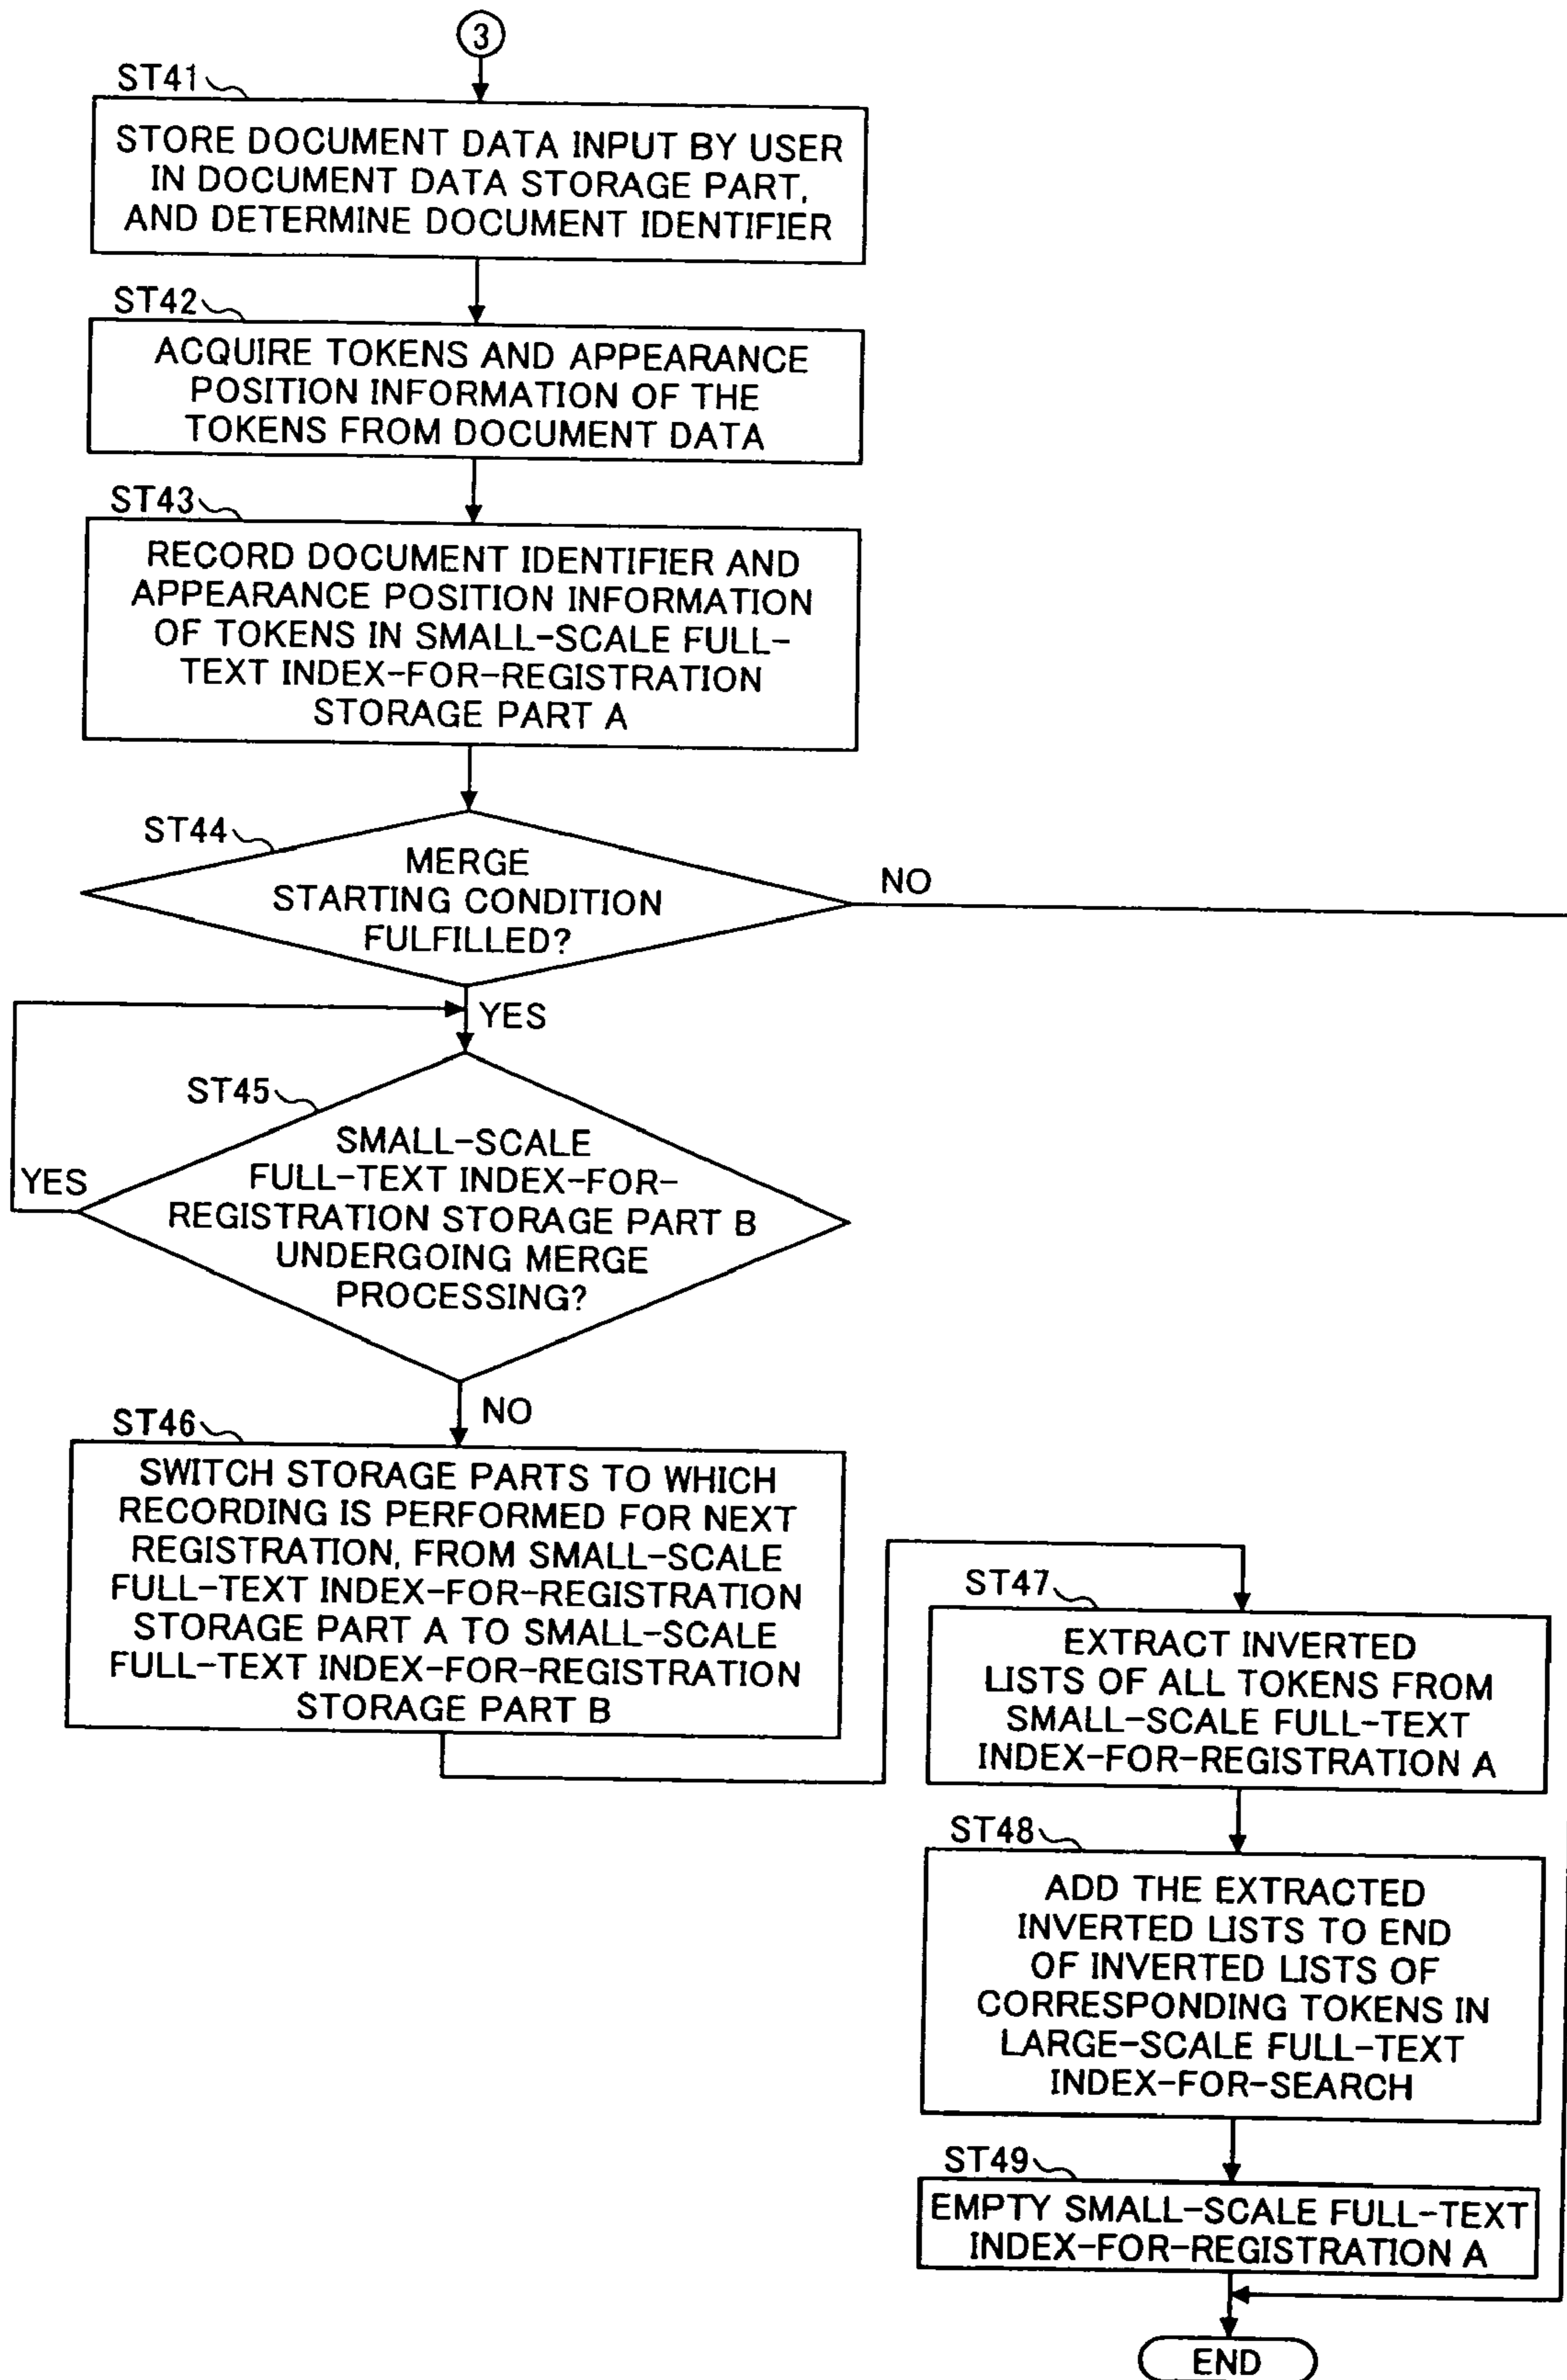 3
ST41
STORE DOCUMENT DATA INPUT BY USER
IN DOCUMENT DATA STORAGE PART,
AND DETERMINE DOCUMENT IDENTIFIER
ST42
ACQUIRE TOKENS AND APPEARANCE
POSITION INFORMATION OF THE
TOKENS FROM DOCUMENT DATA
ST43
RECORD DOCUMENT IDENTIFIER AND
APPEARANCE POSITION INFORMATION
OF TOKENS IN SMALL-SCALE FULL-
TEXT INDEX-FOR-REGISTRATION
STORAGE PART A
ST44
MERGE
STARTING CONDITION
FULFILLED?
NO
YES
ST45
SMALL-SCALE
FULL-TEXT INDEX-FOR-
REGISTRATION STORAGE PART B
UNDERGOING MERGE
PROCESSING?
YES
NO
ST46
SWITCH STORAGE PARTS TO WHICH
RECORDING IS PERFORMED FOR NEXT
REGISTRATION, FROM SMALL-SCALE
FULL-TEXT INDEX-FOR-REGISTRATION
STORAGE PART A TO SMALL-SCALE
FULL-TEXT INDEX-FOR-REGISTRATION
STORAGE PART B
ST47
EXTRACT INVERTED
LISTS OF ALL TOKENS FROM
SMALL-SCALE FULL-TEXT
INDEX-FOR-REGISTRATION A
ST48
ADD THE EXTRACTED
INVERTED LISTS TO END
OF INVERTED LISTS OF
CORRESPONDING TOKENS IN
LARGE-SCALE FULL-TEXT
INDEX-FOR-SEARCH
ST49
EMPTY SMALL-SCALE FULL-TEXT
INDEX-FOR-REGISTRATION A
END